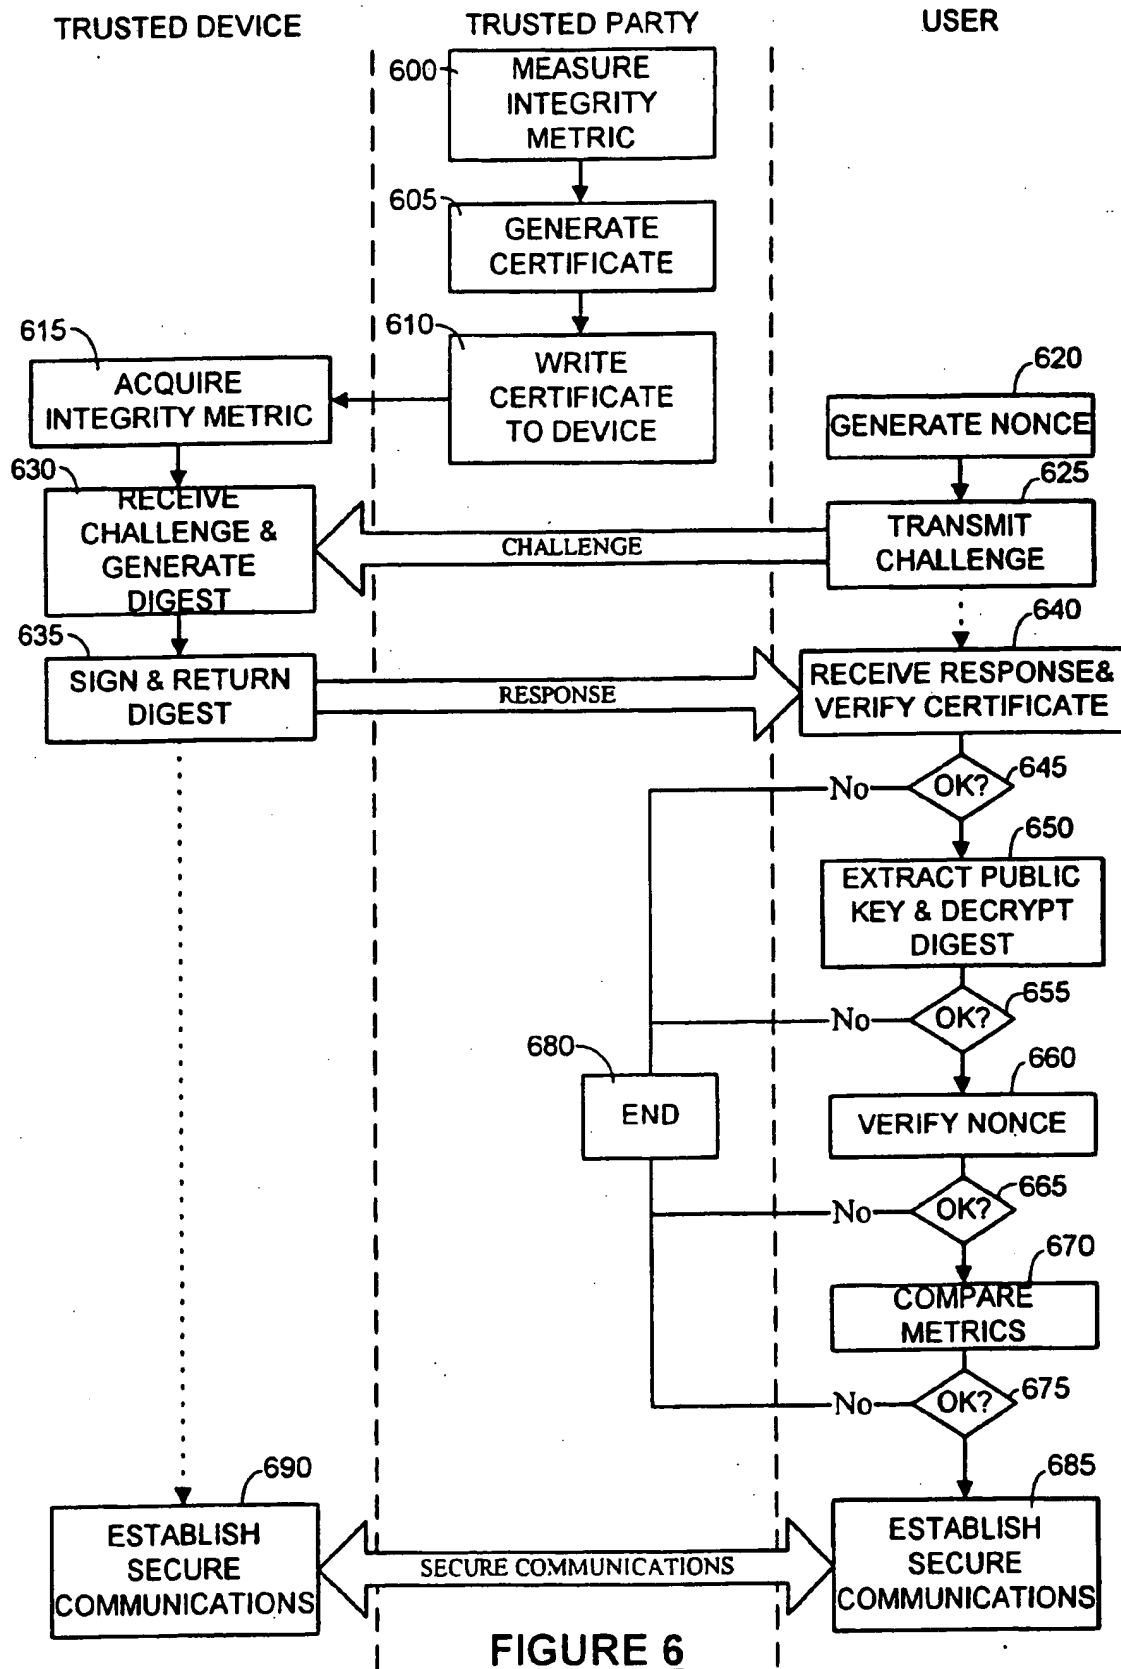 TRUSTED DEVICE
TRUSTED PARTY
USER
600
MEASURE
INTEGRITY
METRIC
605
GENERATE
CERTIFICATE
610
WRITE
CERTIFICATE
TO DEVICE
615
ACQUIRE
INTEGRITY METRIC
620
GENERATE NONCE
625
TRANSMIT
CHALLENGE
CHALLENGE
630
RECEIVE
CHALLENGE &
GENERATE
DIGEST
635
SIGN & RETURN
DIGEST
RESPONSE
640
RECEIVE RESPONSE&
VERIFY CERTIFICATE
645
OK?
No
650
EXTRACT PUBLIC
KEY & DECRYPT
DIGEST
655
OK?
No
680
END
660
VERIFY NONCE
665
OK?
No
670
COMPARE
METRICS
675
OK?
No
690
ESTABLISH
SECURE
COMMUNICATIONS
SECURE COMMUNICATIONS
685
ESTABLISH
SECURE
COMMUNICATIONS
FIGURE 6